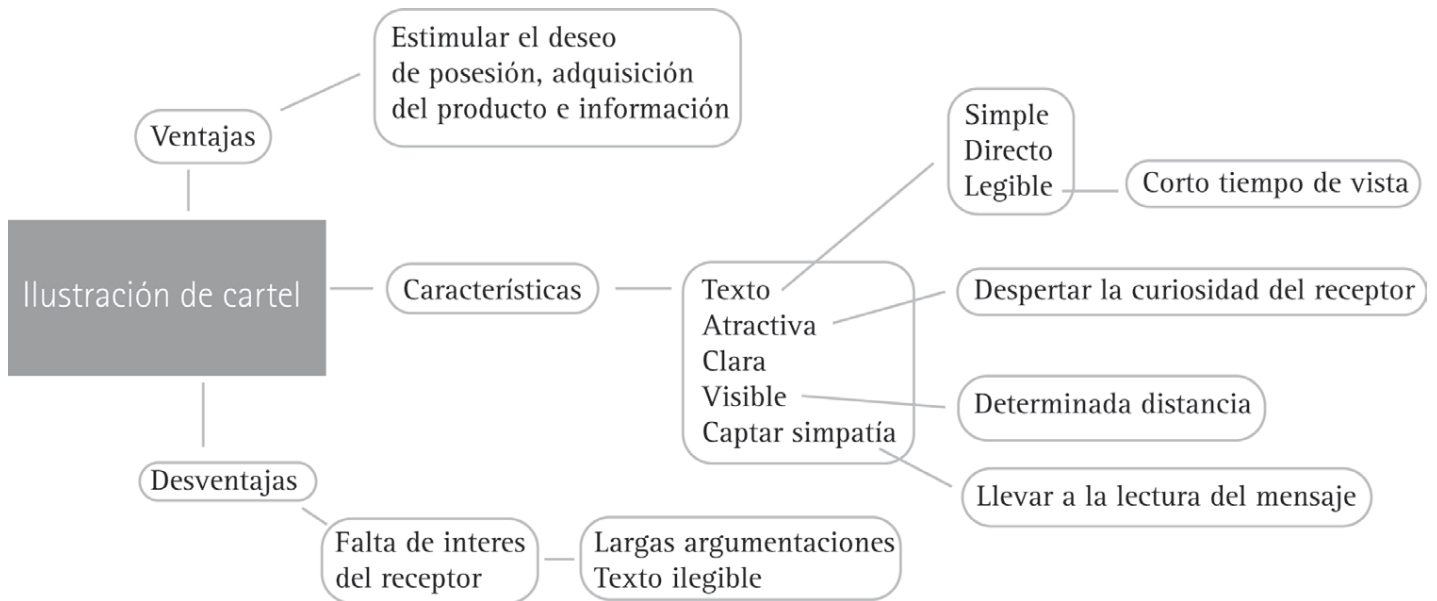 Estimular el deseo
de posesión, adquisición
del producto e información
Ventajas
Simple
Directo
Legible
Corto tiempo de vista
Ilustración de cartel
Características
Texto
Atractiva
Clara
Visible
Captar simpatía
Despertar la curiosidad del receptor
Determinada distancia
Llevar a la lectura del mensaje
Desventajas
Falta de interes
del receptor
Largas argumentaciones
Texto ilegible